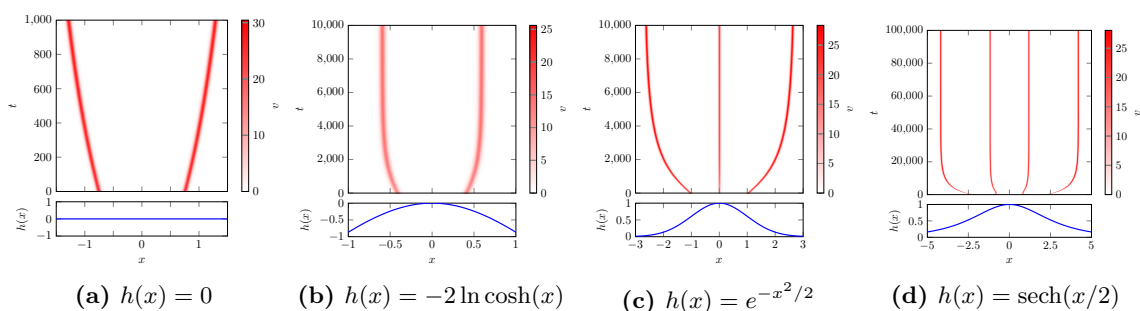 1,000
800
600
400
200
0
t
30
20
10
0
v
1
0
−1
h(x)
−1 0 1
x
(a) h(x) = 0
10,000
8,000
6,000
4,000
2,000
0
t
25
20
15
10
5
0
v
0
−0.5
−1
h(x)
−1 −0.5 0 0.5 1
x
(b) h(x) = −2 ln cosh(x)
10,000
8,000
6,000
4,000
2,000
0
t
25
20
15
10
5
0
v
1
0.5
0
h(x)
−3 −2 −1 0 1 2 3
x
(c) h(x) = e^{−x²/2}
100,000
80,000
60,000
40,000
20,000
0
t
25
20
15
10
5
0
v
1
0.5
0
h(x)
−5 −2.5 0 2.5 5
x
(d) h(x) = sech(x/2)